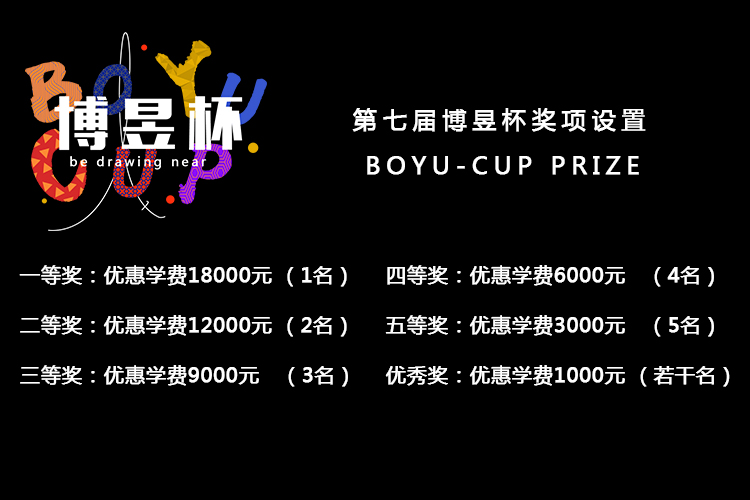 BOYU
博昱杯
be drawing near
CUP
第七届博昱杯奖项设置
BOYU-CUP PRIZE
一等奖：优惠学费18000元 （1名）
四等奖：优惠学费6000元 （4名）
二等奖：优惠学费12000元 （2名）
五等奖：优惠学费3000元 （5名）
三等奖：优惠学费9000元 （3名）
优秀奖：优惠学费1000元（若干名）